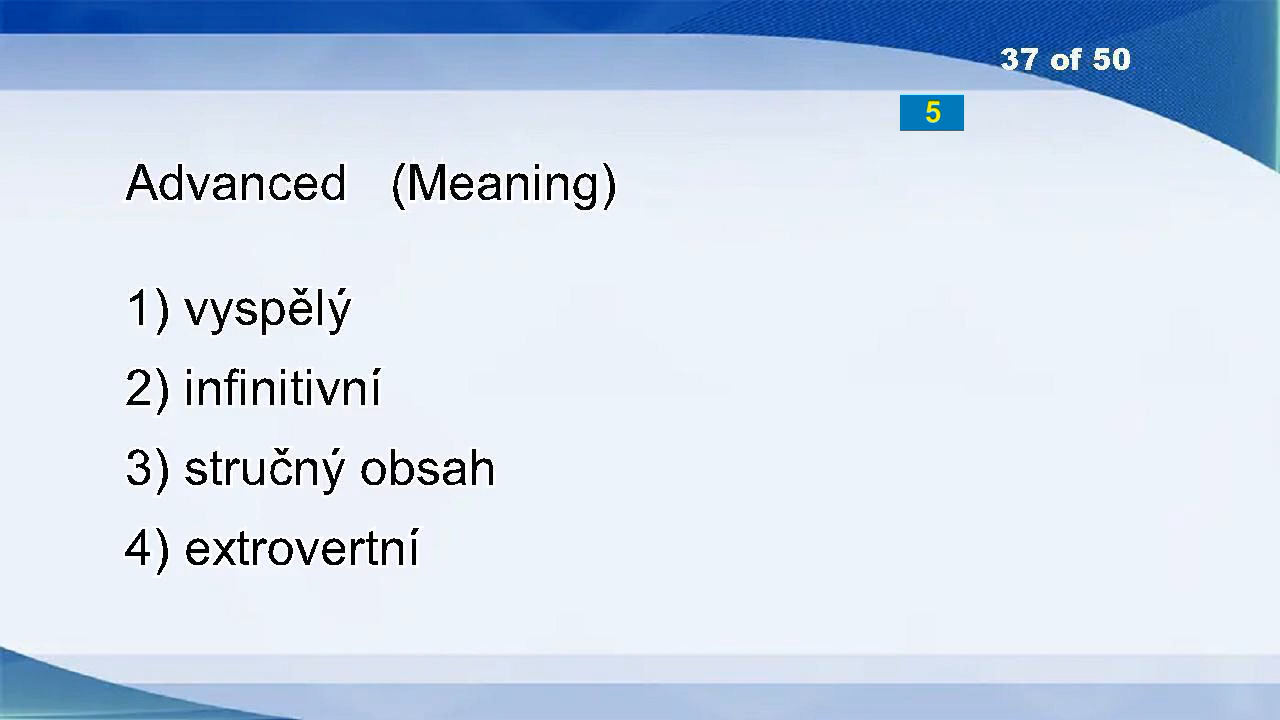 37 of 50
5
Advanced (Meaning)
1) vyspělý
2) infinitivní
3) stručný obsah
4) extrovertní